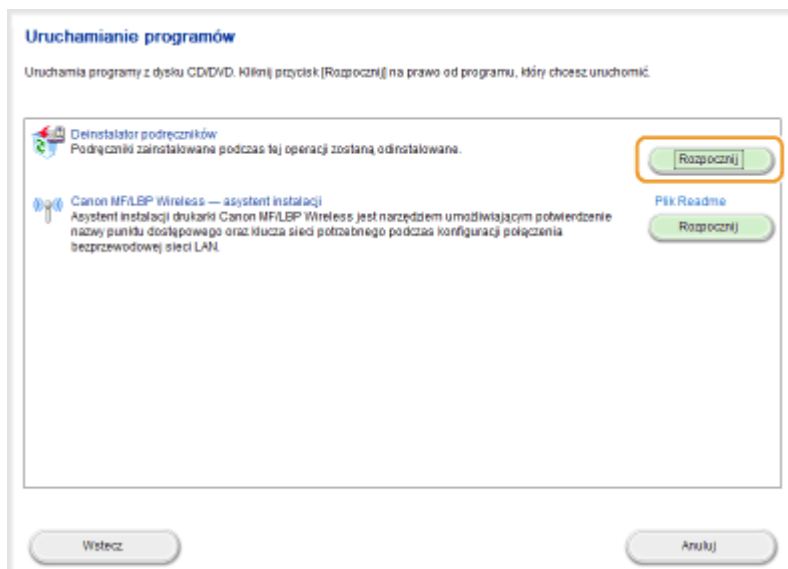 Uruchamianie programów
Uruchamia programy z dysku CD/DVD. Kliknij przycisk [Rozpocznij] na prawo od programu, który chcesz uruchomić.
Deinstalator podręczników
Podręczniki zainstalowane podczas tej operacji zostaną odinstalowane.
Rozpocznij
Canon MF/LBP Wireless — asystent instalacji
Plik Readme
Asystent instalacji drukarki Canon MF/LBP Wireless jest narzędziem umożliwiającym potwierdzenie
nazwy punktu dostępowego oraz klucza sieci potrzebnego podczas konfiguracji połączenia
bezprzewodowej sieci LAN.
Rozpocznij
Wstecz
Anuluj